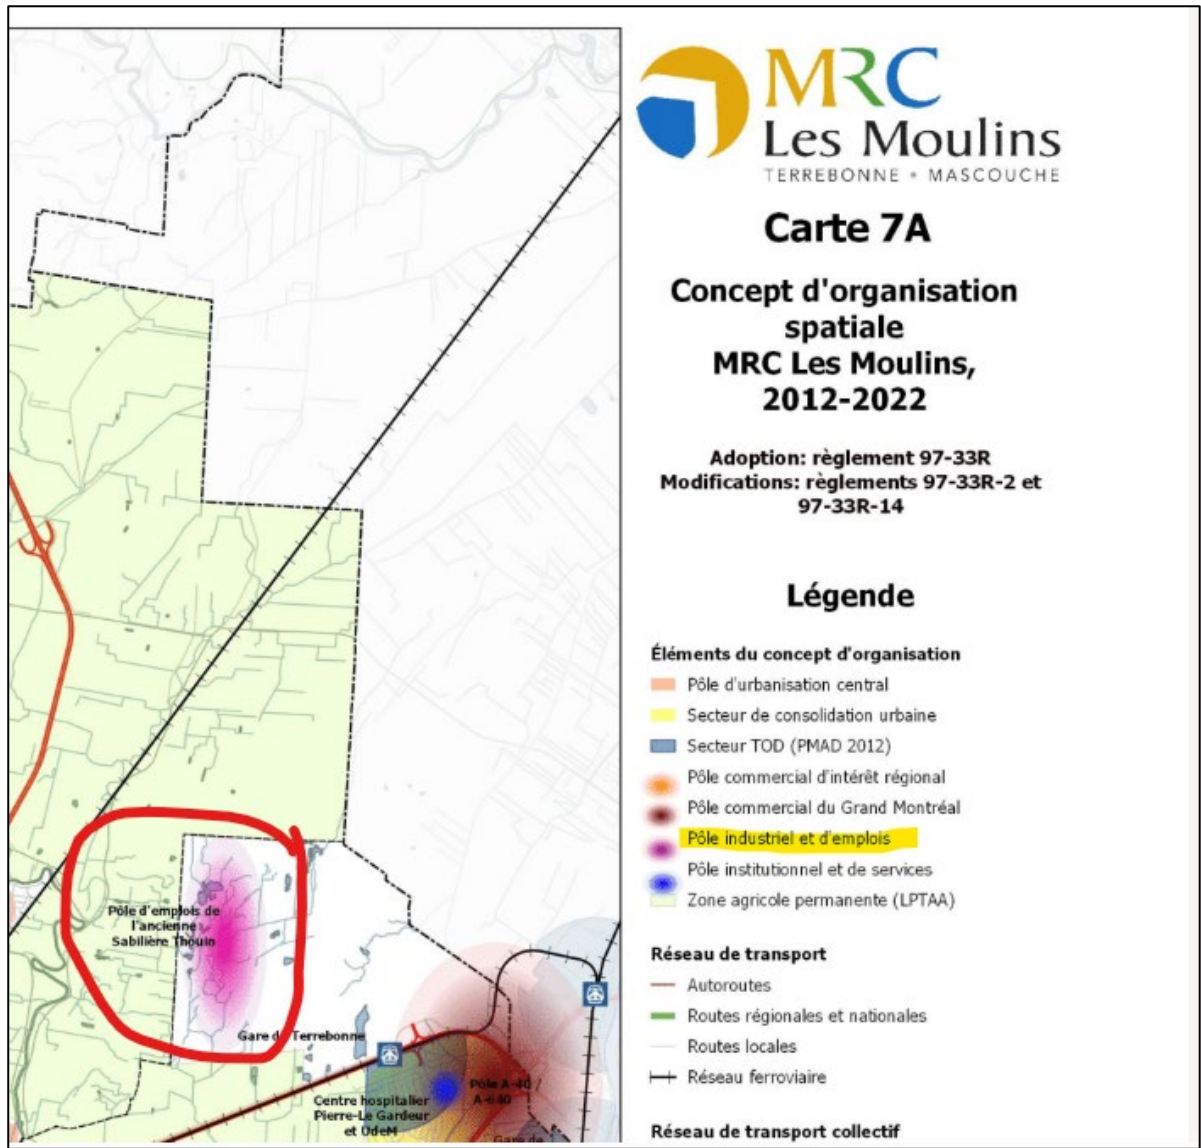 MRC
Les Moulins
TERREBONNE • MASCOUCHE
Carte 7A
Concept d'organisation
spatiale
MRC Les Moulins,
2012-2022
Adoption: règlement 97-33R
Modifications: règlements 97-33R-2 et
97-33R-14
Légende
Éléments du concept d'organisation
Pôle d'urbanisation central
Secteur de consolidation urbaine
Secteur TOD (PMAD 2012)
Pôle commercial d'intérêt régional
Pôle commercial du Grand Montréal
Pôle industriel et d'emplois
Pôle institutionnel et de services
Zone agricole permanente (LPTAA)
Réseau de transport
Autoroutes
Routes régionales et nationales
Routes locales
Réseau ferroviaire
Réseau de transport collectif
Pôle d'emplois de
l'ancienne
Sablière Thouin
Gare de Terrebonne
Pôle A-40 /
A-640
Centre hospitalier
Pierre-Le Gardeur
et UdeM
Gare de